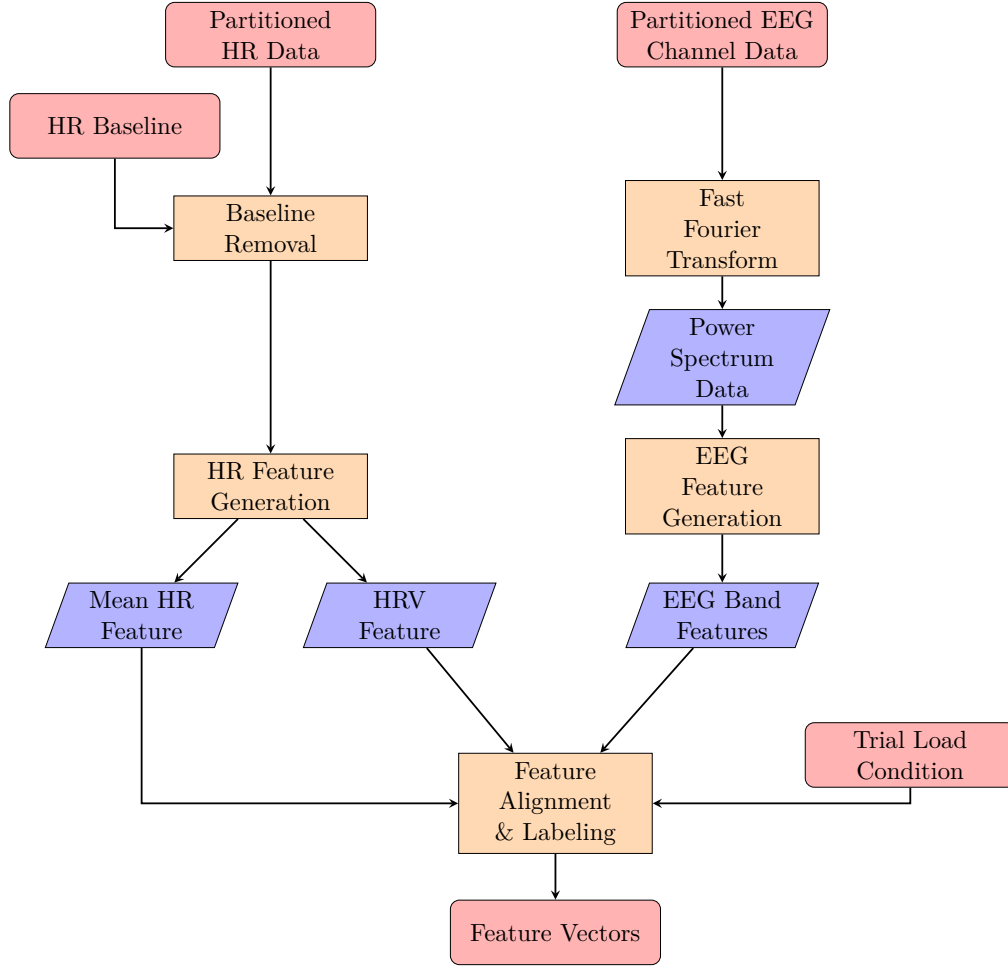 Partitioned
HR Data
Partitioned EEG
Channel Data
HR Baseline
Baseline
Removal
Fast
Fourier
Transform
Power
Spectrum
Data
HR Feature
Generation
EEG
Feature
Generation
Mean HR
Feature
HRV
Feature
EEG Band
Features
Trial Load
Condition
Feature
Alignment
& Labeling
Feature Vectors